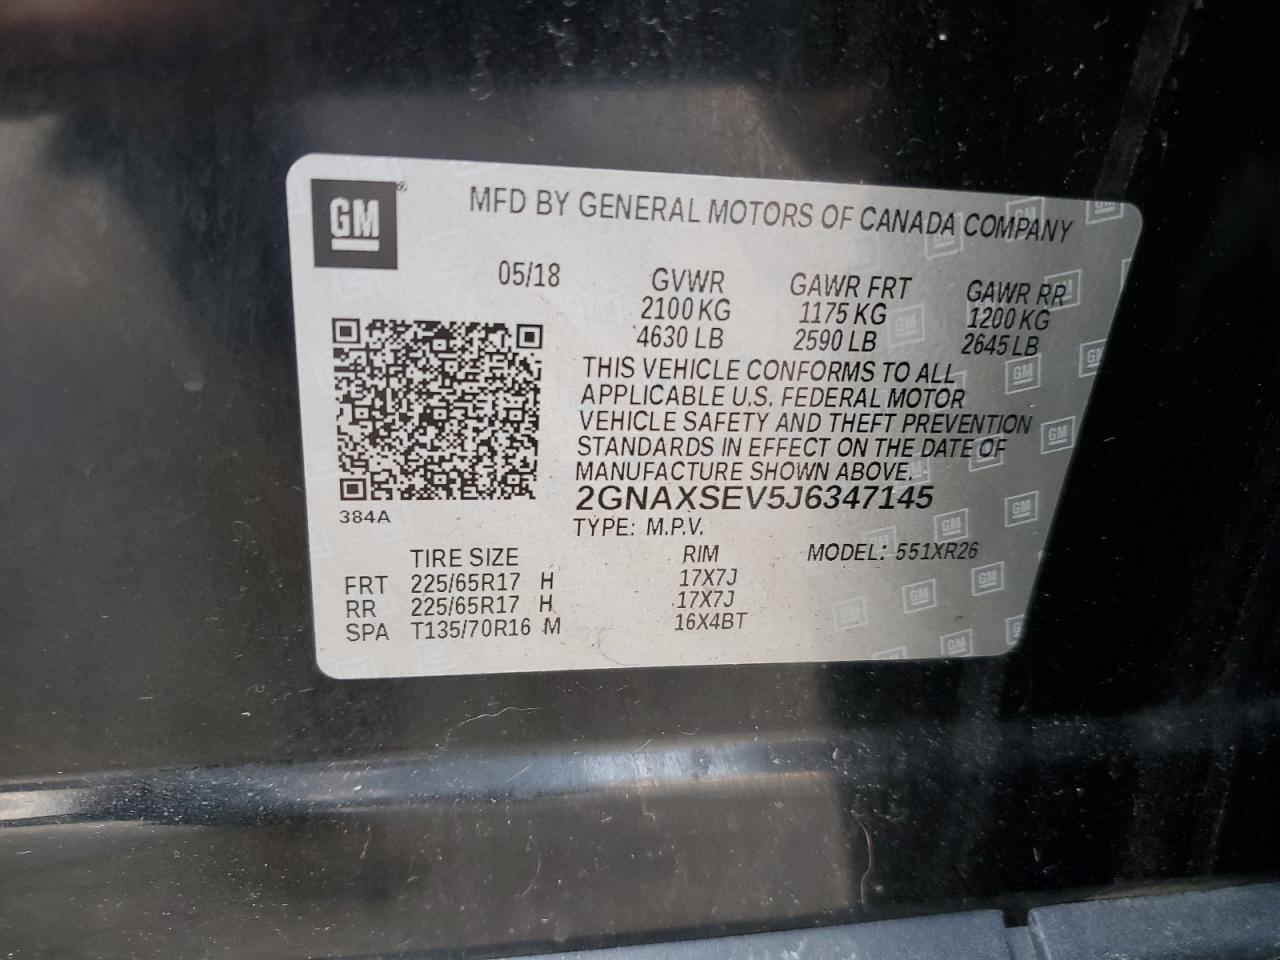 GM
MFD BY GENERAL MOTORS OF CANADA COMPANY
05/18 GVWR GAWR FRT GAWR RR
2100 KG 1175 KG 1200 KG
4630 LB 2590 LB 2645 LB
THIS VEHICLE CONFORMS TO ALL
APPLICABLE U.S. FEDERAL MOTOR
VEHICLE SAFETY AND THEFT PREVENTION
STANDARDS IN EFFECT ON THE DATE OF
MANUFACTURE SHOWN ABOVE.
2GNAXSEV5J6347145
384A
TYPE: M.P.V.
TIRE SIZE RIM MODEL: 551XR26
FRT 225/65R17 H 17X7J
RR 225/65R17 H 17X7J
SPA T135/70R16 M 16X4BT